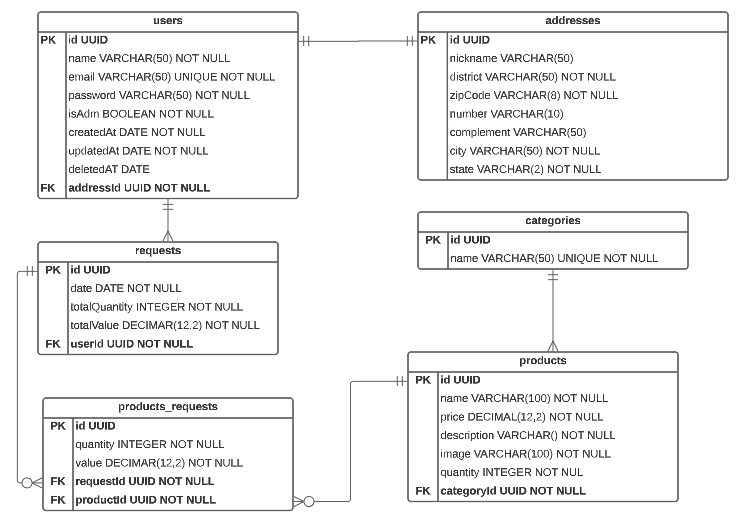 users
PK id UUID
name VARCHAR(50) NOT NULL
email VARCHAR(50) UNIQUE NOT NULL
password VARCHAR(50) NOT NULL
isAdm BOOLEAN NOT NULL
createdAt DATE NOT NULL
updatedAt DATE NOT NULL
deletedAT DATE
FK addressId UUID NOT NULL
addresses
PK id UUID
nickname VARCHAR(50)
district VARCHAR(50) NOT NULL
zipCode VARCHAR(8) NOT NULL
number VARCHAR(10)
complement VARCHAR(50)
city VARCHAR(50) NOT NULL
state VARCHAR(2) NOT NULL
categories
PK id UUID
name VARCHAR(50) UNIQUE NOT NULL
requests
PK id UUID
date DATE NOT NULL
totalQuantity INTEGER NOT NULL
totalValue DECIMAR(12.2) NOT NULL
FK userId UUID NOT NULL
products
PK id UUID
name VARCHAR(100) NOT NULL
price DECIMAL(12,2) NOT NULL
description VARCHAR() NOT NULL
image VARCHAR(100) NOT NULL
quantity INTEGER NOT NUL
FK categoryId UUID NOT NULL
products_requests
PK id UUID
quantity INTEGER NOT NULL
value DECIMAR(12,2) NOT NULL
FK requestId UUID NOT NULL
FK productId UUID NOT NULL